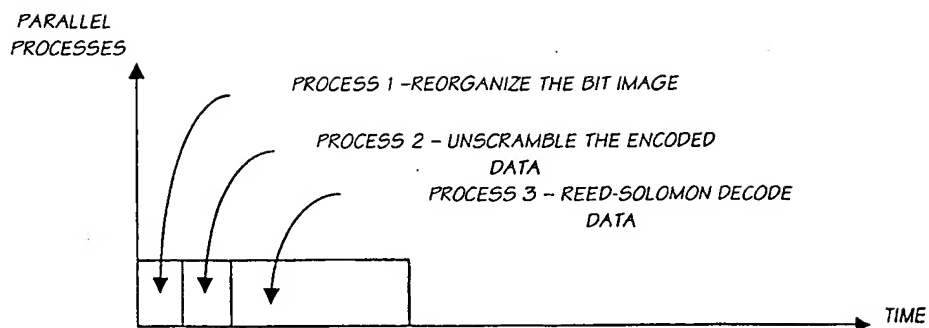 PARALLEL
PROCESSES
PROCESS 1 –REORGANIZE THE BIT IMAGE
PROCESS 2 – UNSCRAMBLE THE ENCODED
DATA
PROCESS 3 – REED-SOLOMON DECODE
DATA
TIME